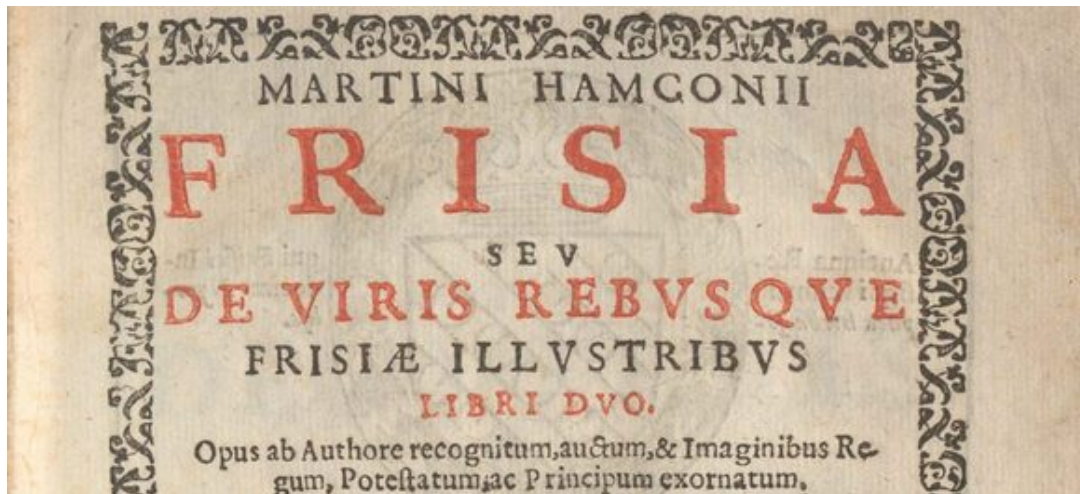 MARTINI HAMCONII
FRISIA
SEV
DE VIRIS REBVSQVE
FRISIÆ ILLVSTRIBVS
LIBRI DVO.
Opus ab Authore recognitum,auctum,& Imaginibus Re-
gum, Poteſtatum,ac Principum exornatum.